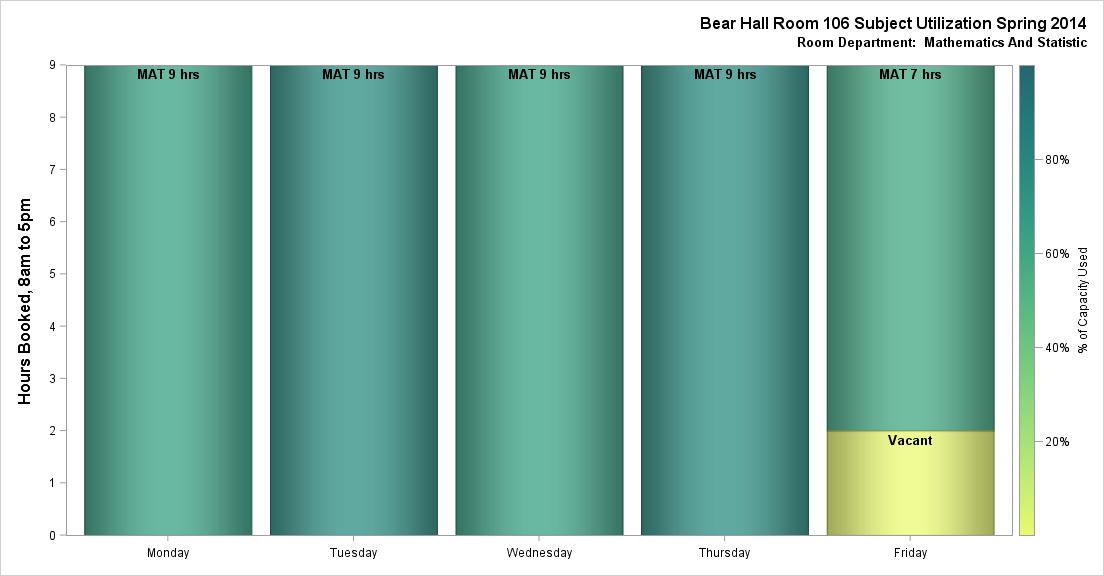 Bear Hall Room 106 Subject Utilization Spring 2014
Room Department:  Mathematics And Statistic
Hours Booked, 8am to 5pm
9
8
7
6
5
4
3
2
1
0
MAT 9 hrs
MAT 9 hrs
MAT 9 hrs
MAT 9 hrs
MAT 7 hrs
Vacant
Monday
Tuesday
Wednesday
Thursday
Friday
80%
60%
40%
20%
% of Capacity Used